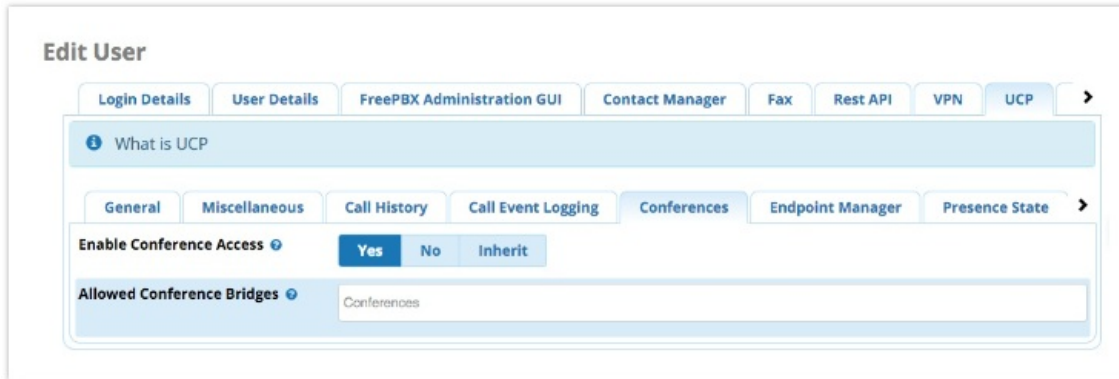 Edit User
Login Details User Details FreePBX Administration GUI Contact Manager Fax Rest API VPN UCP
What is UCP
General Miscellaneous Call History Call Event Logging Conferences Endpoint Manager Presence State
Enable Conference Access Yes No Inherit
Allowed Conference Bridges Conferences